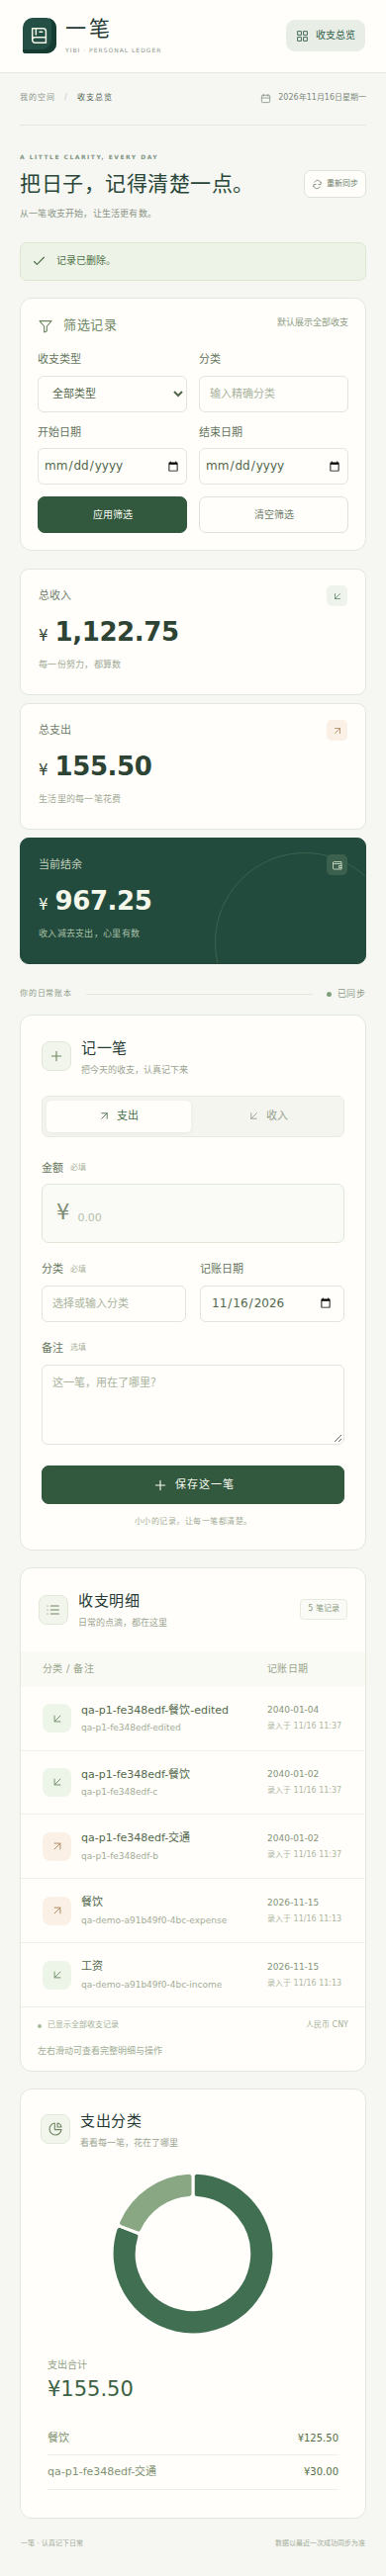 一笔
YIBI · PERSONAL LEDGER
收支总览
我的空间 / 收支总览
2026年11月16日星期一
A LITTLE CLARITY, EVERY DAY
把日子，记得清楚一点。
重新同步
从一笔收支开始，让生活更有数。
记录已删除。
筛选记录
默认展示全部收支
收支类型
分类
全部类型
输入精确分类
开始日期
结束日期
mm/dd/yyyy
mm/dd/yyyy
应用筛选
清空筛选
总收入
¥ 1,122.75
每一份努力，都算数
总支出
¥ 155.50
生活里的每一笔花费
当前结余
¥ 967.25
收入减去支出，心里有数
你的日常账本
已同步
记一笔
把今天的收支，认真记下来
支出
收入
金额 必填
¥ 0.00
分类 必填
记账日期
选择或输入分类
11/16/2026
备注 选填
这一笔，用在了哪里？
保存这一笔
小小的记录，让每一笔都清楚。
收支明细
日常的点滴，都在这里
5 笔记录
分类 / 备注
记账日期
qa-p1-fe348edf-餐饮-edited
2040-01-04
qa-p1-fe348edf-edited
录入于 11/16 11:37
qa-p1-fe348edf-餐饮
2040-01-02
qa-p1-fe348edf-c
录入于 11/16 11:37
qa-p1-fe348edf-交通
2040-01-02
qa-p1-fe348edf-b
录入于 11/16 11:37
餐饮
2026-11-15
qa-demo-a91b49f0-4bc-expense
录入于 11/16 11:13
工资
2026-11-15
qa-demo-a91b49f0-4bc-income
录入于 11/16 11:13
已显示全部收支记录
人民币 CNY
左右滑动可查看完整明细与操作
支出分类
看看每一笔，花在了哪里
支出合计
¥155.50
餐饮
¥125.50
qa-p1-fe348edf-交通
¥30.00
一笔 · 认真记下日常
数据以最近一次成功同步为准